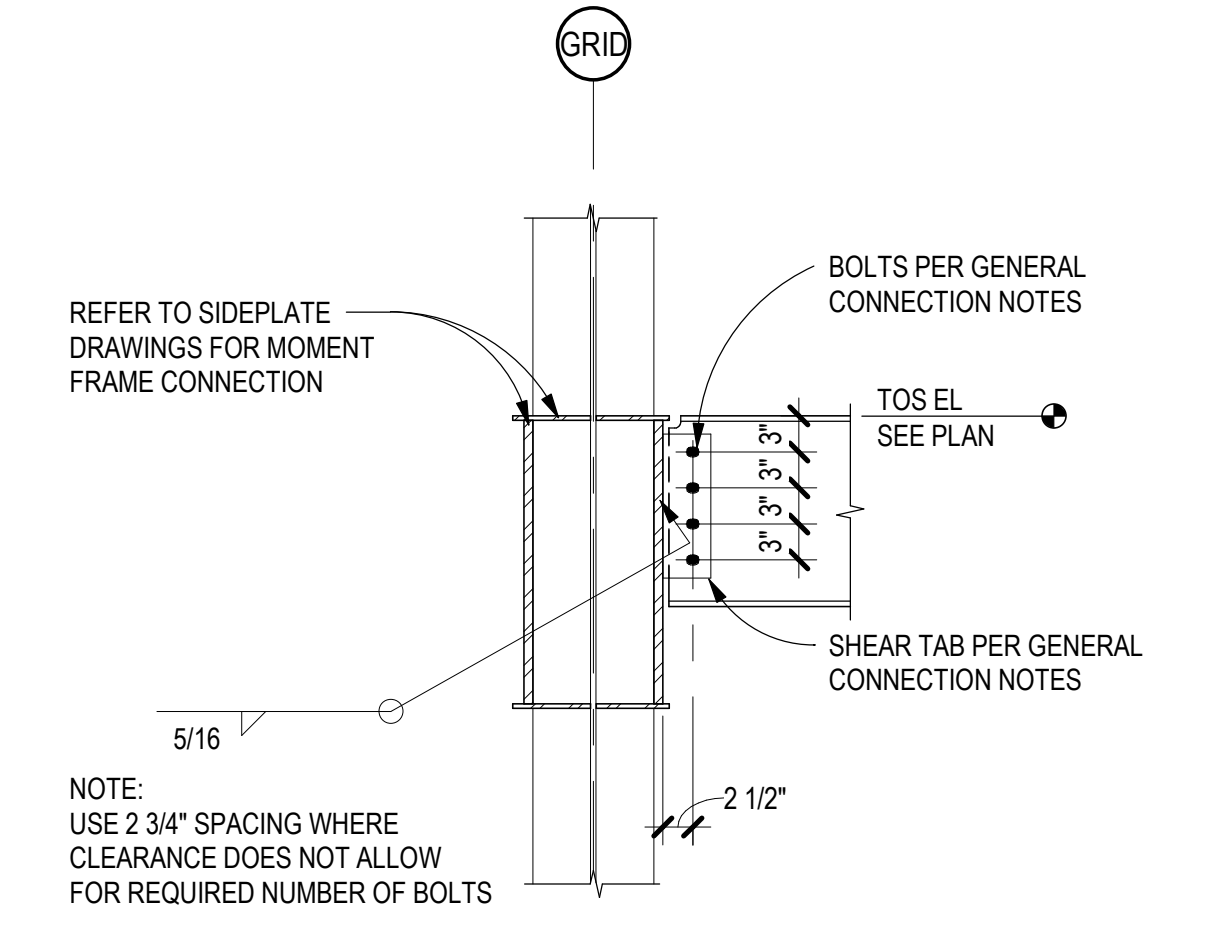 GRID
BOLTS PER GENERAL
CONNECTION NOTES
REFER TO SIDEPLATE
DRAWINGS FOR MOMENT
FRAME CONNECTION
TOS EL
SEE PLAN
3"
3"
3"
3"
SHEAR TAB PER GENERAL
CONNECTION NOTES
5/16
2 1/2"
NOTE:
USE 2 3/4" SPACING WHERE
CLEARANCE DOES NOT ALLOW
FOR REQUIRED NUMBER OF BOLTS